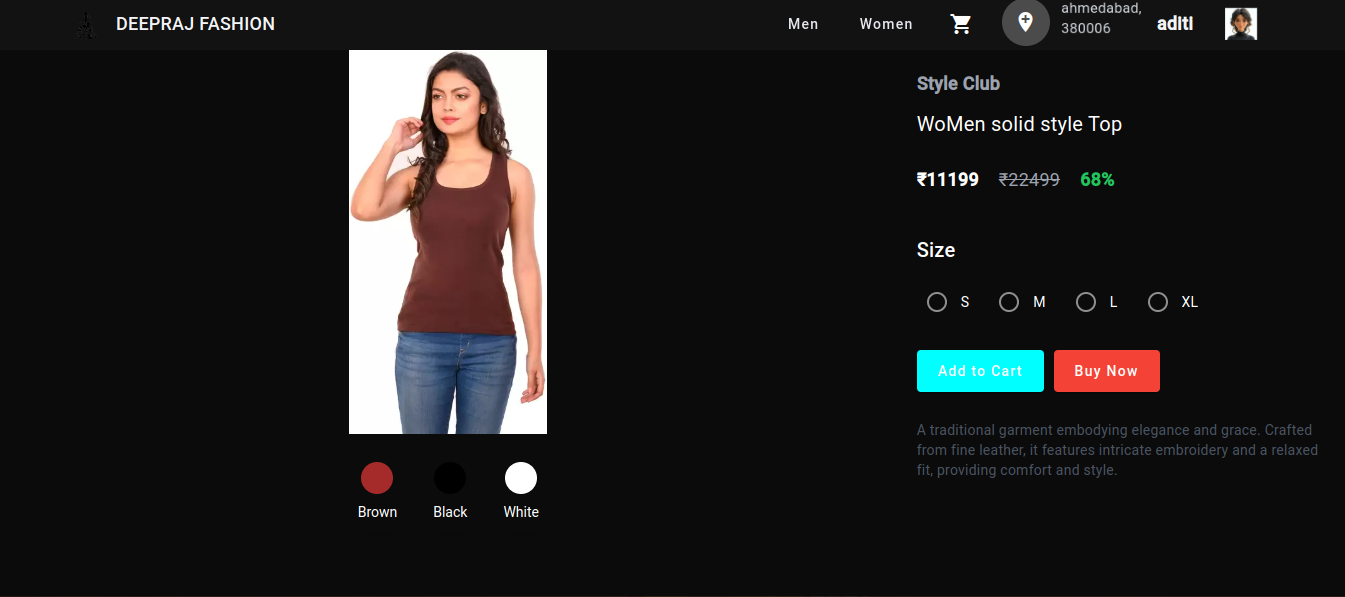 DEEPRAJ FASHION
Men
Women
ahmedabad,
380006
aditi
Style Club
WoMen solid style Top
₹11199 ₹22499 68%
Size
S M L XL
Add to Cart Buy Now
A traditional garment embodying elegance and grace. Crafted
from fine leather, it features intricate embroidery and a relaxed
fit, providing comfort and style.
Brown Black White